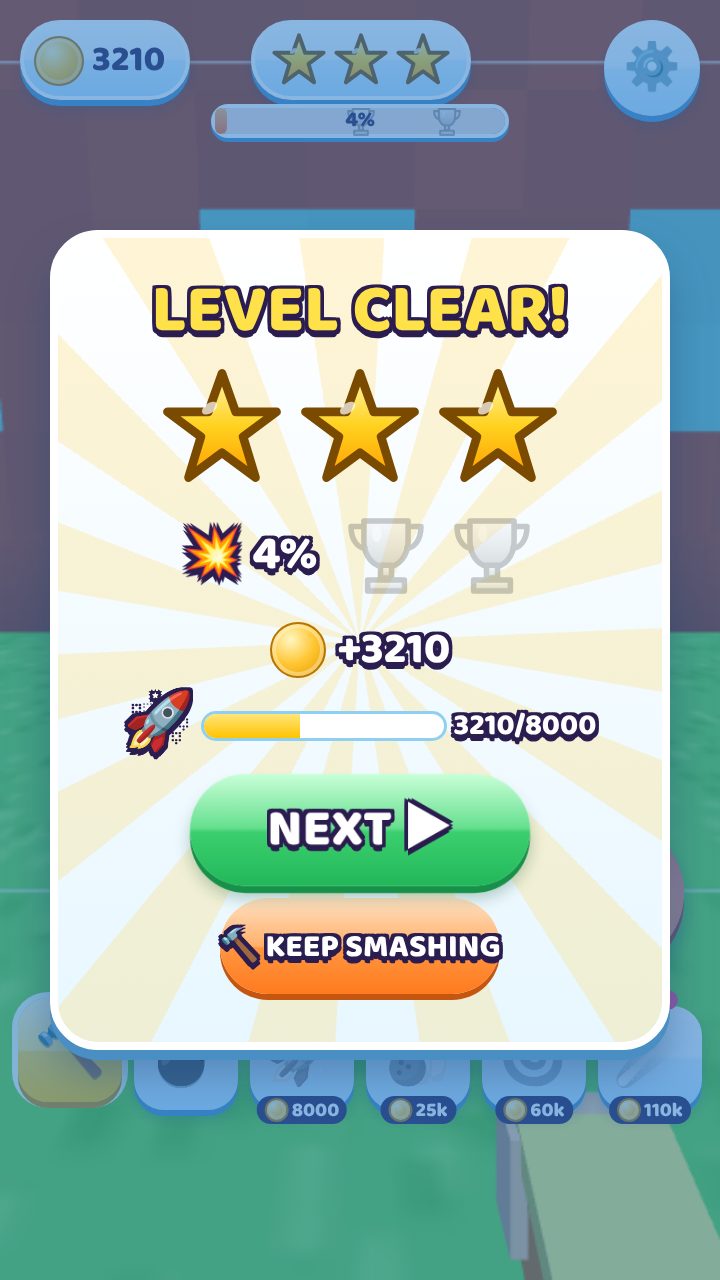 3210
4%
LEVEL CLEAR!
4%
+3210
3210/8000
NEXT
KEEP SMASHING
8000
25k
60k
110k